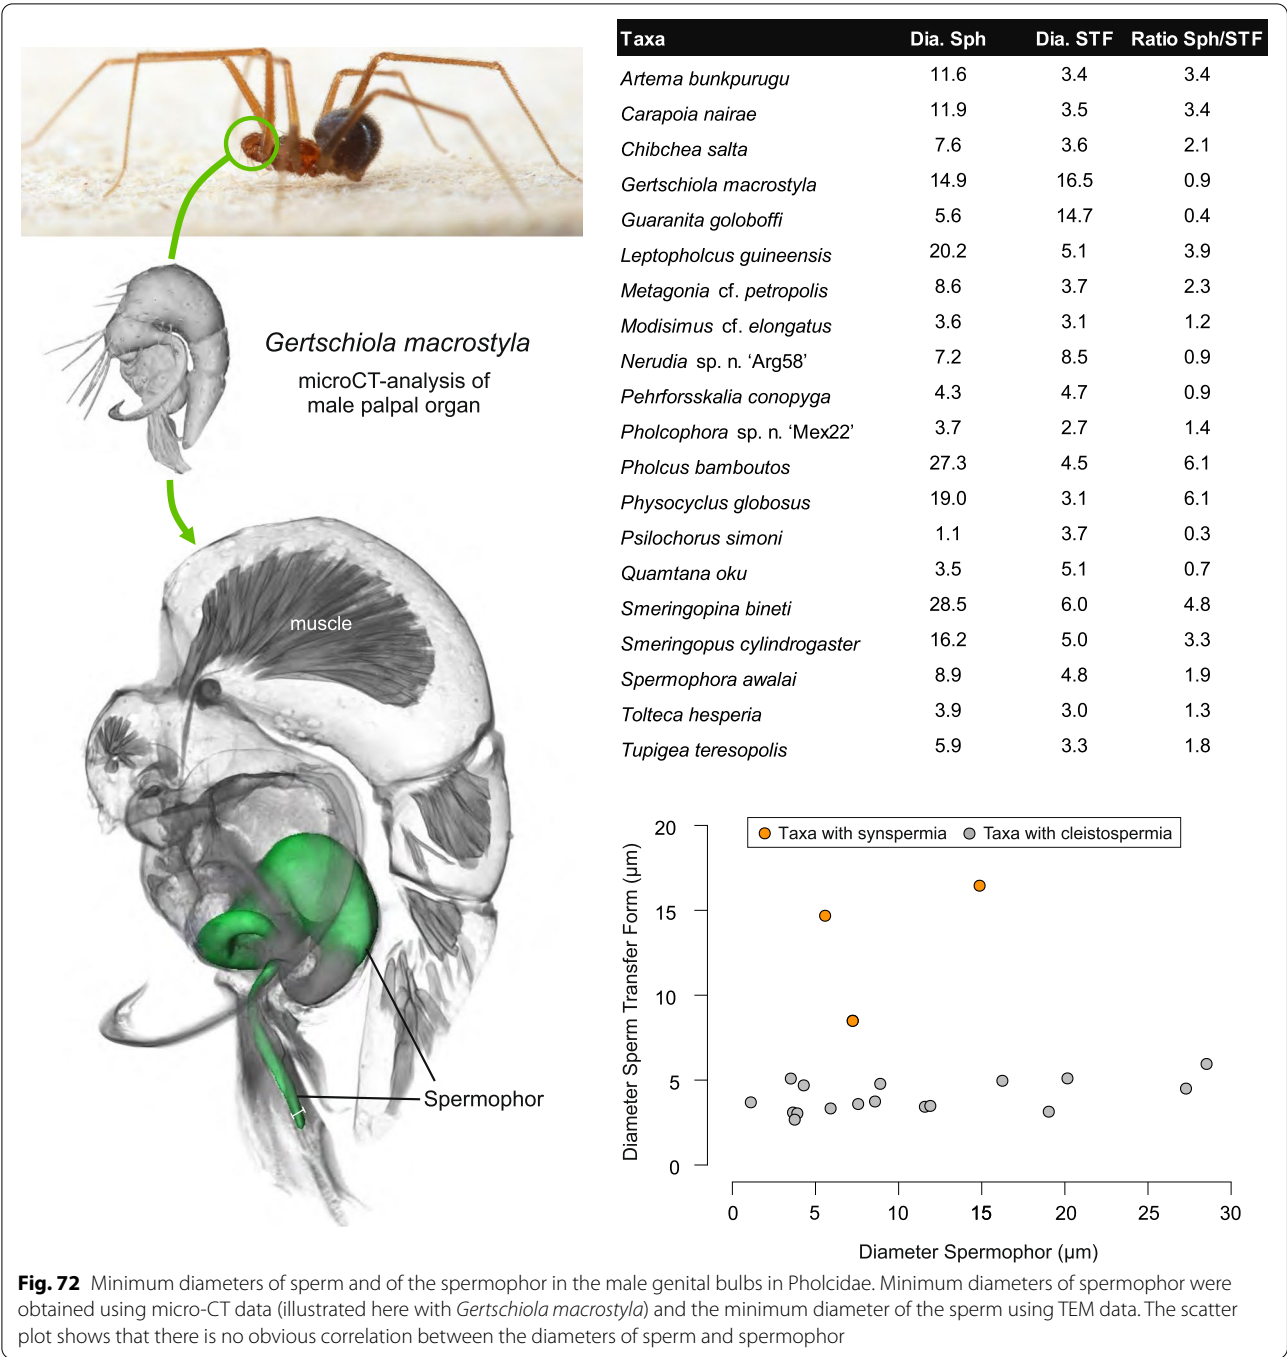 Taxa Dia. Sph Dia. STF Ratio Sph/STF
Artema bunkpurugu 11.6 3.4 3.4
Carapoia nairae 11.9 3.5 3.4
Chibchea salta 7.6 3.6 2.1
Gertschiola macrostyla 14.9 16.5 0.9
Guaranita goloboffi 5.6 14.7 0.4
Leptopholcus guineensis 20.2 5.1 3.9
Metagonia cf. petropolis 8.6 3.7 2.3
Modisimus cf. elongatus 3.6 3.1 1.2
Nerudia sp. n. ‘Arg58’ 7.2 8.5 0.9
Pehrforsskalia conopyga 4.3 4.7 0.9
Pholcophora sp. n. ‘Mex22’ 3.7 2.7 1.4
Pholcus bamboutos 27.3 4.5 6.1
Physocyclus globosus 19.0 3.1 6.1
Psilochorus simoni 1.1 3.7 0.3
Quamtana oku 3.5 5.1 0.7
Smeringopina bineti 28.5 6.0 4.8
Smeringopus cylindrogaster 16.2 5.0 3.3
Spermophora awalai 8.9 4.8 1.9
Tolteca hesperia 3.9 3.0 1.3
Tupigea teresopolis 5.9 3.3 1.8
Gertschiola macrostyla
microCT-analysis of
male palpal organ
muscle
Spermophor
Taxa with synspermia Taxa with cleistospermia
Diameter Sperm Transfer Form (µm)
20
15
10
5
0
0 5 10 15 20 25 30
Diameter Spermophor (µm)
Fig. 72 Minimum diameters of sperm and of the spermophor in the male genital bulbs in Pholcidae. Minimum diameters of spermophor were
obtained using micro-CT data (illustrated here with Gertschiola macrostyla) and the minimum diameter of the sperm using TEM data. The scatter
plot shows that there is no obvious correlation between the diameters of sperm and spermophor